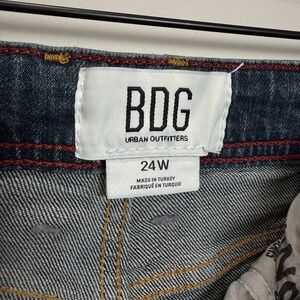 BDG
URBAN OUTFITTERS
24W
MADE IN TURKEY
FABRIQUÉ EN TURQUIE